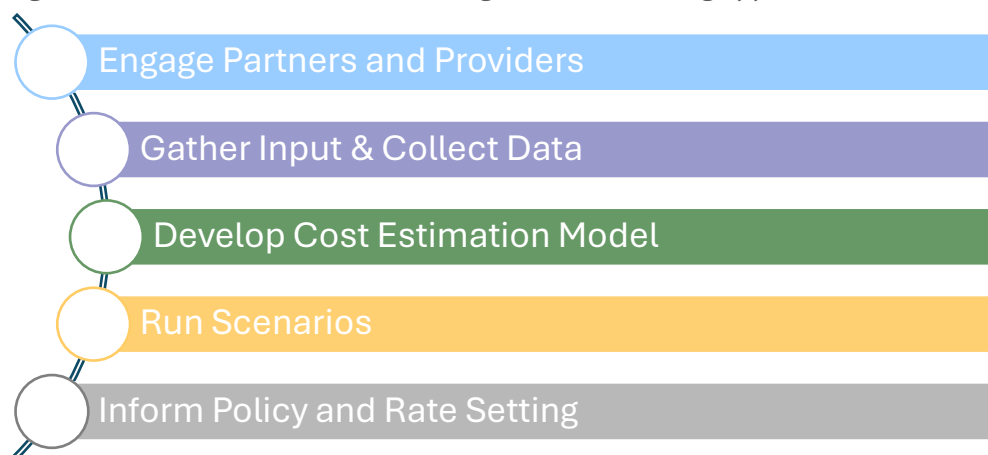 Engage Partners and Providers
Gather Input & Collect Data
Develop Cost Estimation Model
Run Scenarios
Inform Policy and Rate Setting